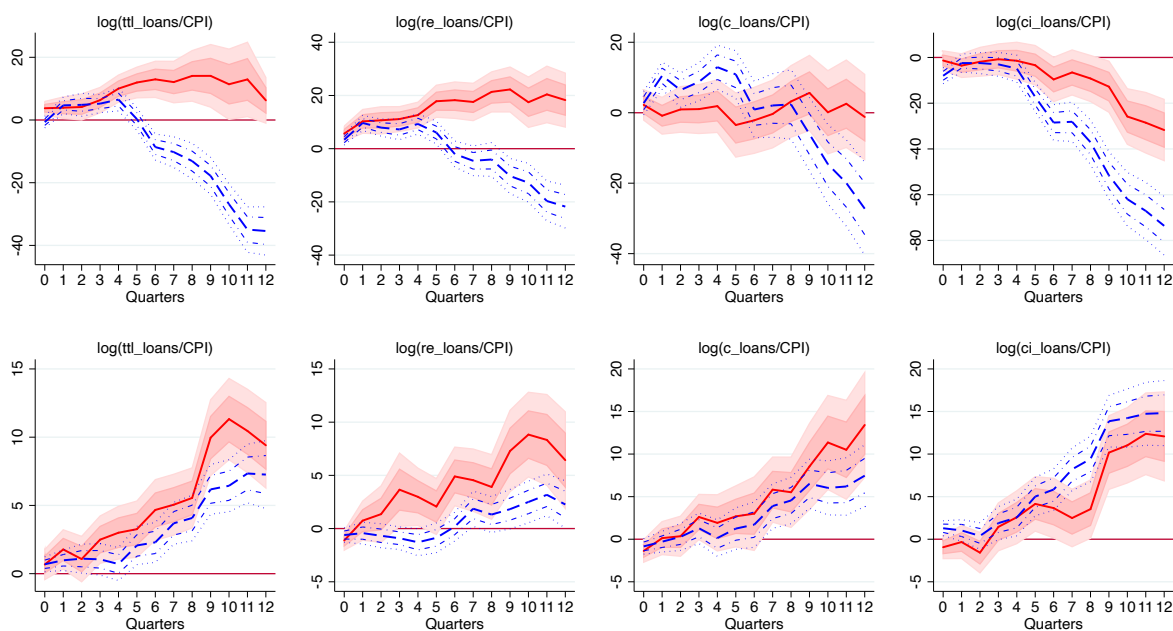 log(ttl_loans/CPI)
20
0
-20
-40
0 1 2 3 4 5 6 7 8 9 10 11 12
Quarters
log(re_loans/CPI)
40
20
0
-20
-40
0 1 2 3 4 5 6 7 8 9 10 11 12
Quarters
log(c_loans/CPI)
20
0
-20
-40
0 1 2 3 4 5 6 7 8 9 10 11 12
Quarters
log(ci_loans/CPI)
0
-20
-40
-60
-80
0 1 2 3 4 5 6 7 8 9 10 11 12
Quarters
log(ttl_loans/CPI)
15
10
5
0
0 1 2 3 4 5 6 7 8 9 10 11 12
Quarters
log(re_loans/CPI)
15
10
5
0
-5
0 1 2 3 4 5 6 7 8 9 10 11 12
Quarters
log(c_loans/CPI)
20
15
10
5
0
-5
0 1 2 3 4 5 6 7 8 9 10 11 12
Quarters
log(ci_loans/CPI)
20
15
10
5
0
-5
0 1 2 3 4 5 6 7 8 9 10 11 12
Quarters